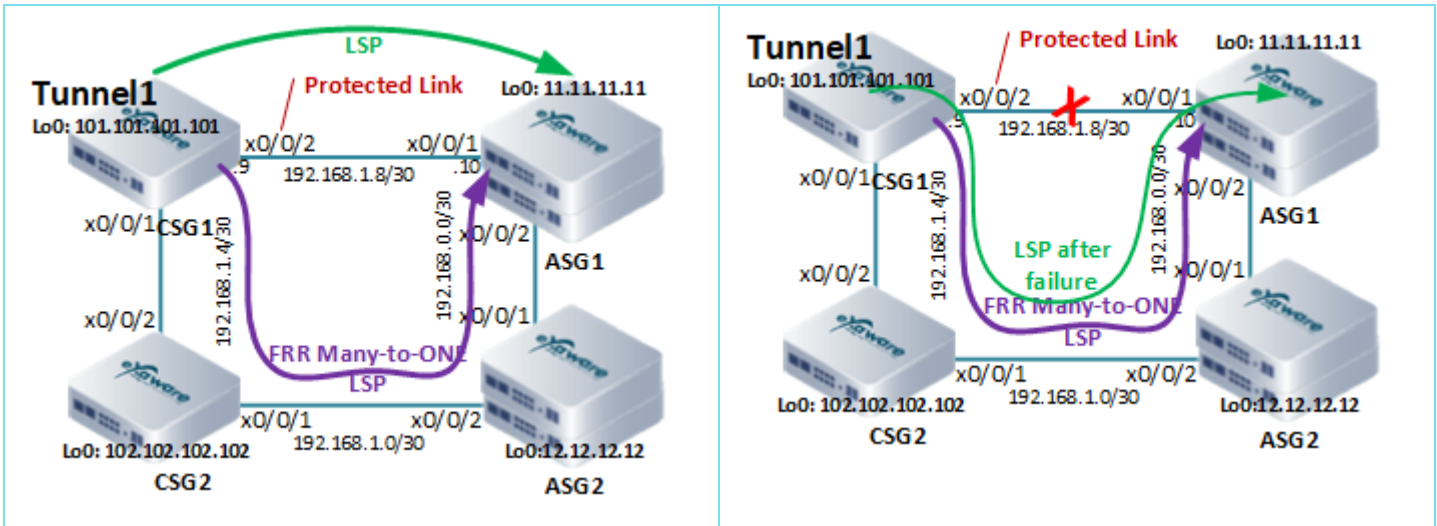 LSP
Protected Link
Tunnel1
Lo0: 11.11.11.11
Lo0: 101.101.101.101
eXaware
eXaware
x0/0/2
x0/0/1
.9
192.168.1.8/30
.10
x0/0/1
CSG1
192.168.1.4/30
192.168.0.0/30
x0/0/2
ASG1
x0/0/2
x0/0/1
FRR Many-to-ONE
LSP
eXaware
eXaware
x0/0/1
x0/0/2
192.168.1.0/30
Lo0: 102.102.102.102
Lo0:12.12.12.12
CSG2
ASG2
Protected Link
Tunnel1
Lo0: 11.11.11.11
Lo0: 101.101.101.101
eXaware
eXaware
x0/0/2
x0/0/1
.9
192.168.1.8/30
10
x0/0/1
CSG1
192.168.1.4/30
192.168.0.0/30
x0/0/2
ASG1
LSP after
failure
x0/0/2
x0/0/1
FRR Many-to-ONE
LSP
eXaware
eXaware
x0/0/1
x0/0/2
192.168.1.0/30
Lo0: 102.102.102.102
Lo0:12.12.12.12
CSG2
ASG2